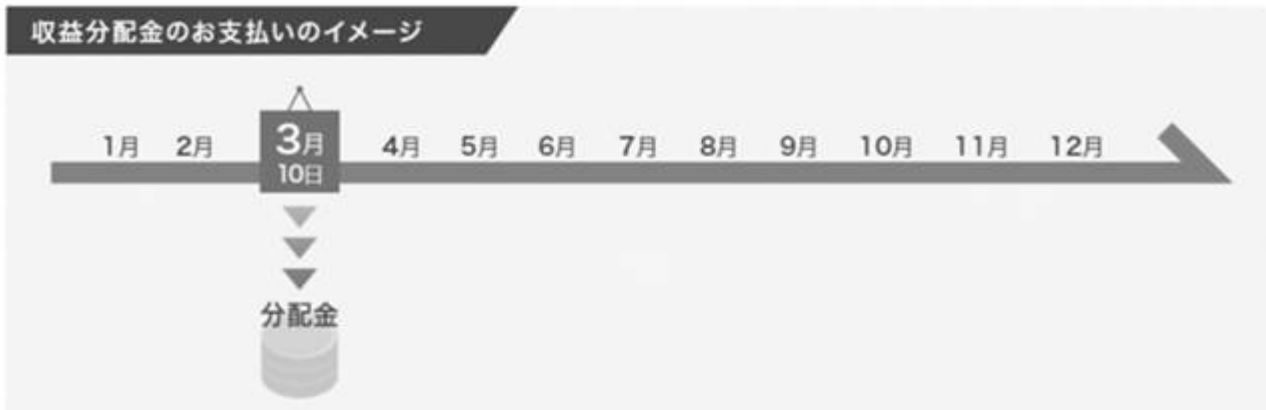 収益分配金のお支払いのイメージ
1月 2月 3月 4月 5月 6月 7月 8月 9月 10月 11月 12月
10日
分配金